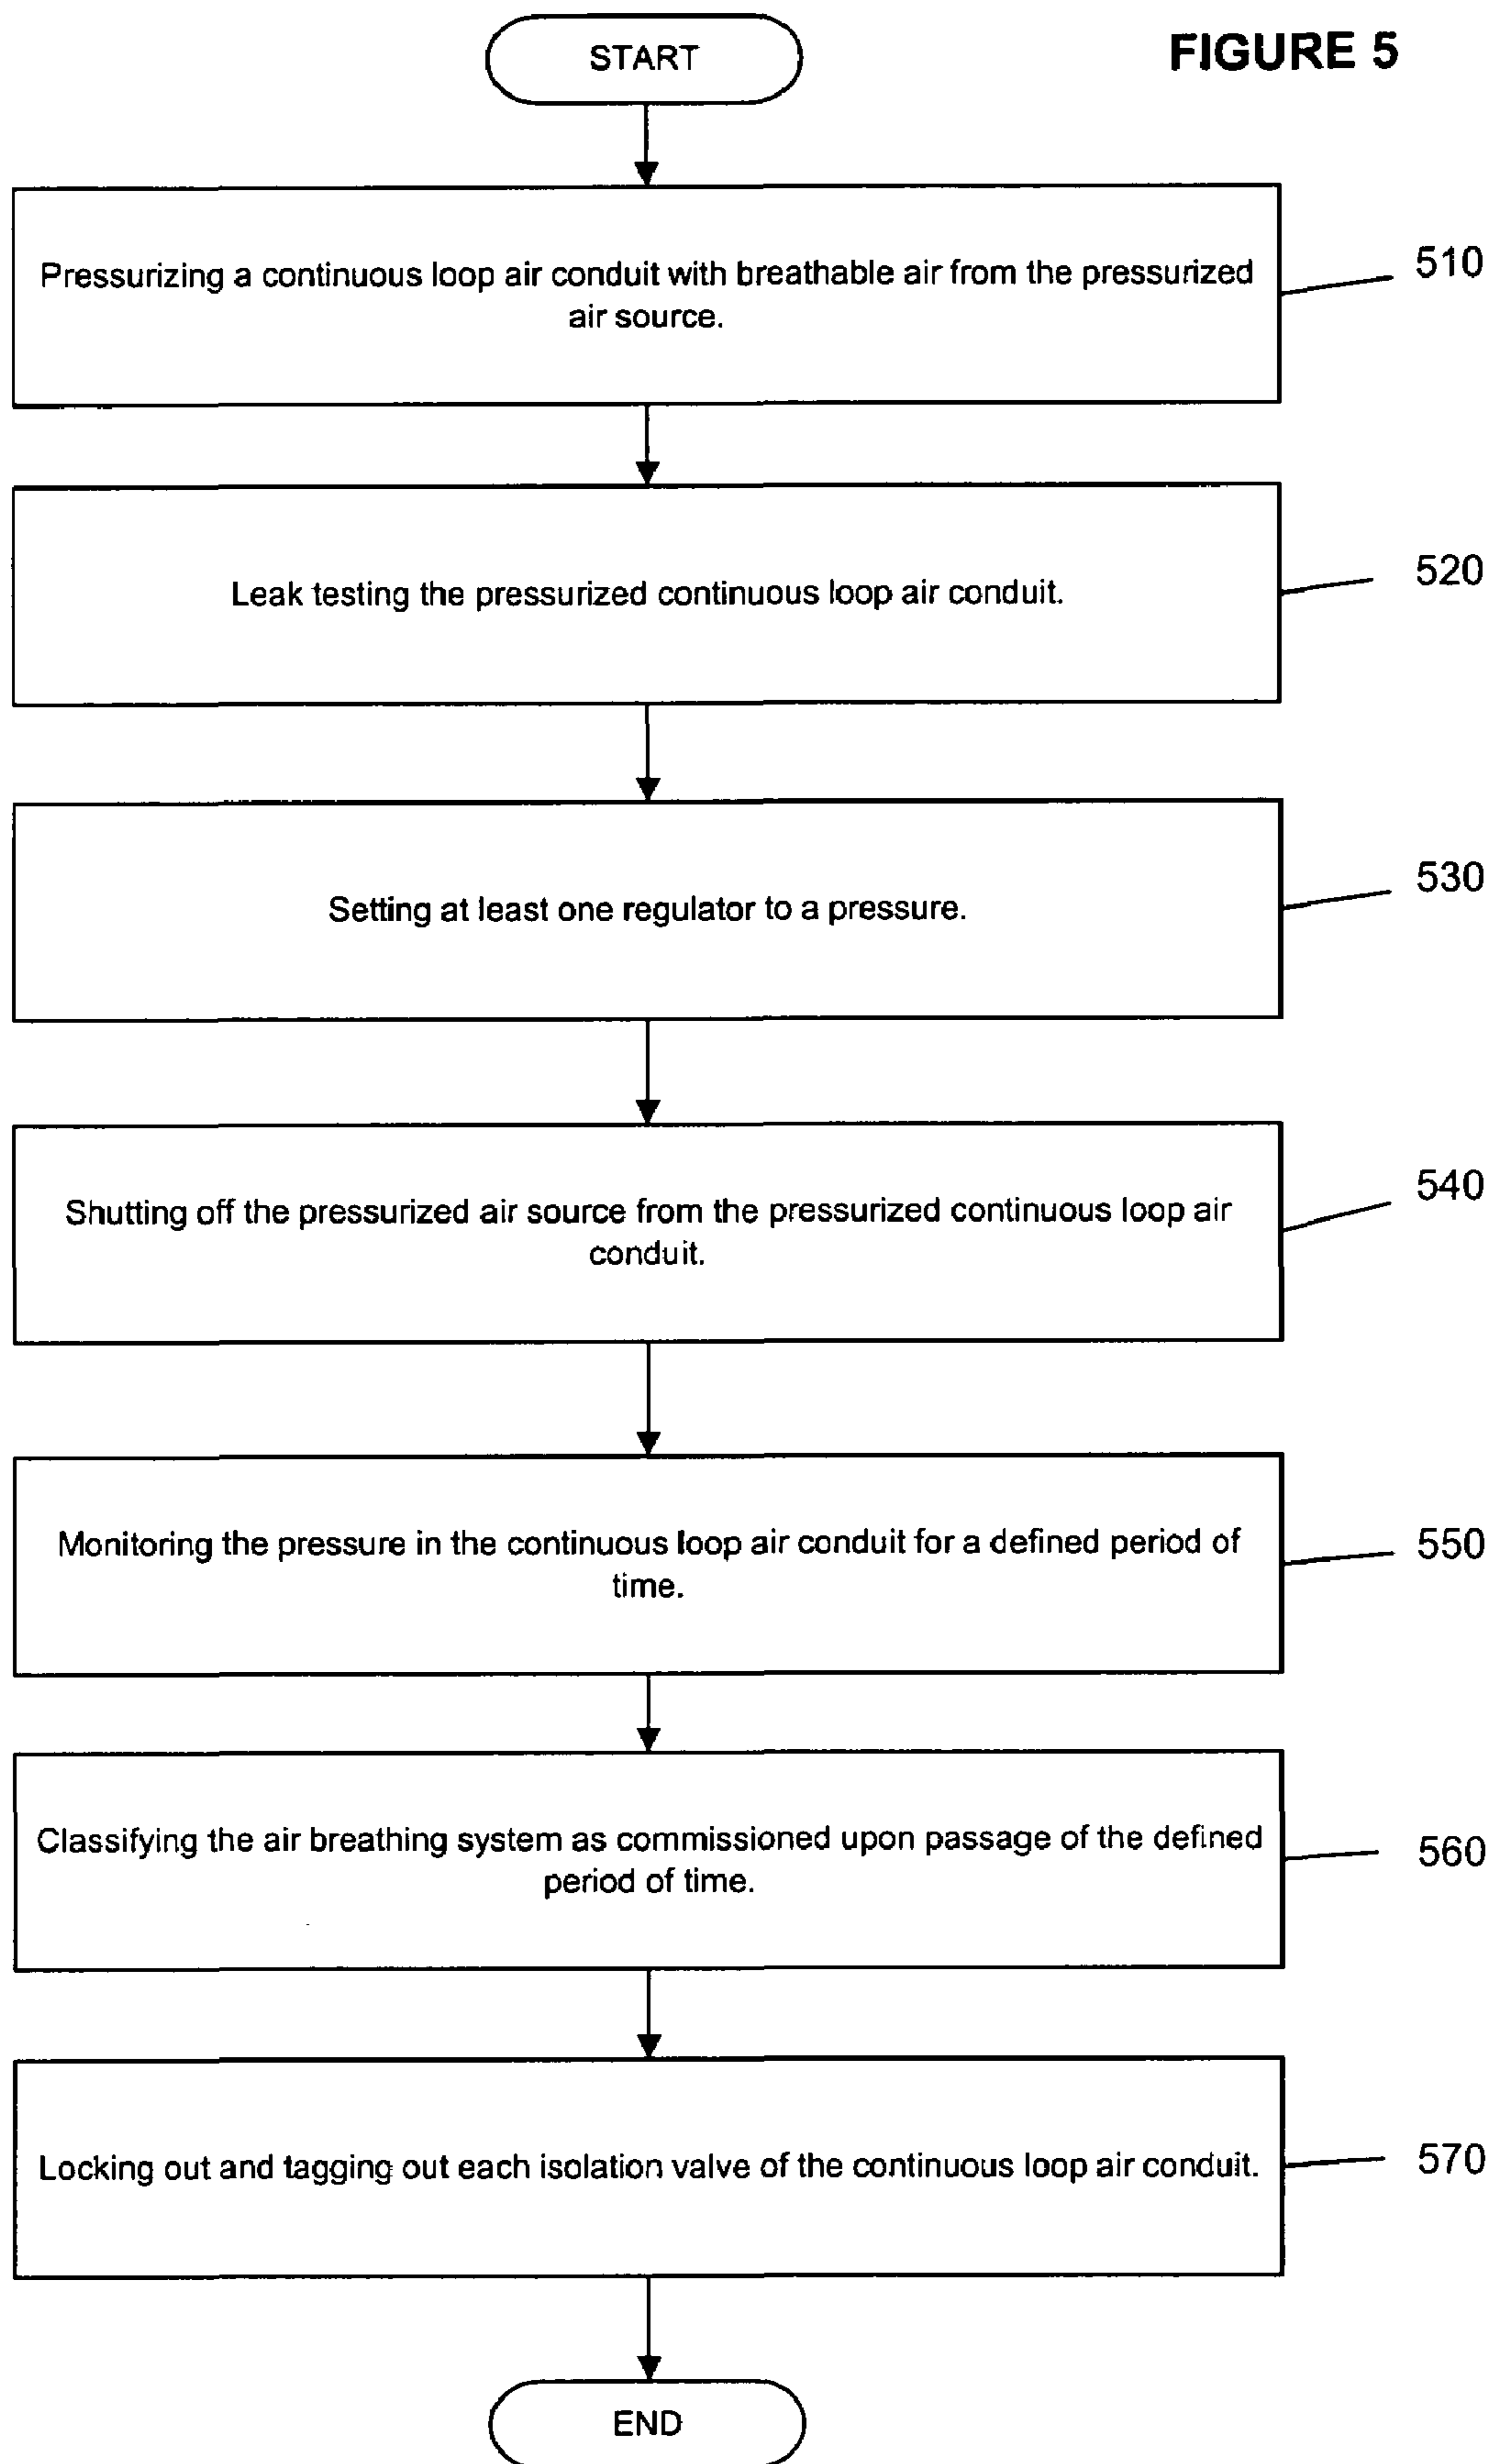 START
FIGURE 5
Pressurizing a continuous loop air conduit with breathable air from the pressurized
air source.
510
Leak testing the pressurized continuous loop air conduit.
520
Setting at least one regulator to a pressure.
530
Shutting off the pressurized air source from the pressurized continuous loop air
conduit.
540
Monitoring the pressure in the continuous loop air conduit for a defined period of
time.
550
Classifying the air breathing system as commissioned upon passage of the defined
period of time.
560
Locking out and tagging out each isolation valve of the continuous loop air conduit.
570
END